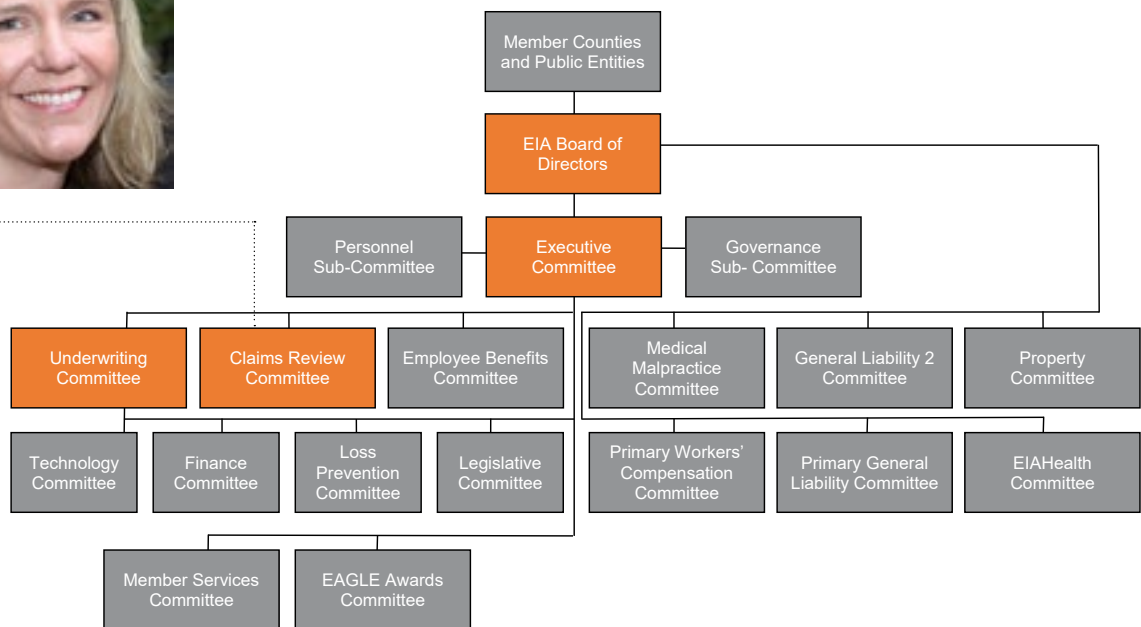 Member Counties
and Public Entities
EIA Board of
Directors
Personnel
Sub-Committee
Executive
Committee
Governance
Sub- Committee
Underwriting
Committee
Claims Review
Committee
Employee Benefits
Committee
Medical
Malpractice
Committee
General Liability 2
Committee
Property
Committee
Technology
Committee
Finance
Committee
Loss
Prevention
Committee
Legislative
Committee
Primary Workers’
Compensation
Committee
Primary General
Liability Committee
EIAHealth
Committee
Member Services
Committee
EAGLE Awards
Committee